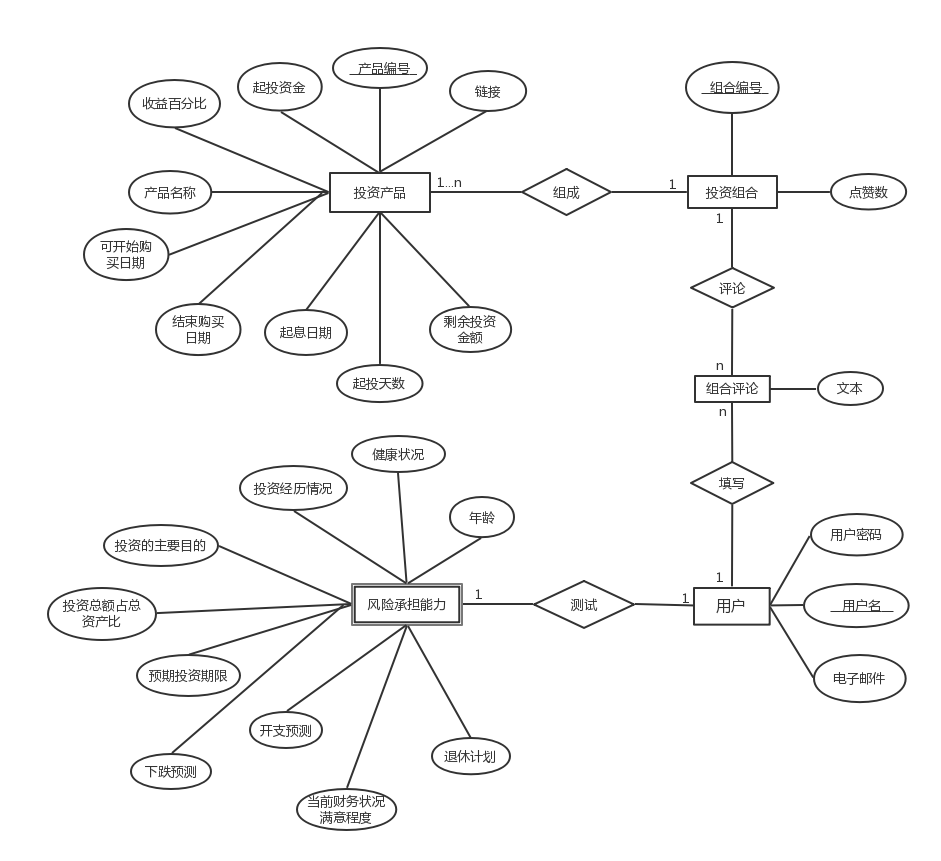 产品编号
组合编号
起投资金
链接
收益百分比
产品名称
投资产品
1...n
组成
1
投资组合
点赞数
1
可开始购
买日期
评论
结束购买
日期
起息日期
剩余投资
金额
起投天数
n
组合评论
文本
n
健康状况
投资经历情况
年龄
填写
投资的主要目的
用户密码
1
投资总额占总
资产比
风险承担能力
1
测试
1
用户
用户名
预期投资期限
电子邮件
开支预测
退休计划
下跌预测
当前财务状况
满意程度